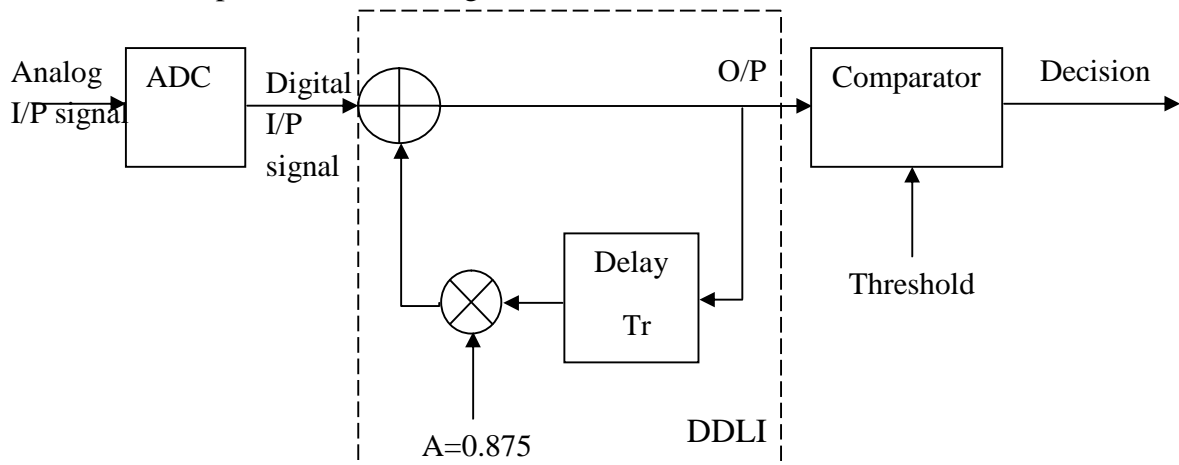 Analog
I/P signal
ADC
Digital
I/P
signal
O/P
Comparator
Decision
Delay
Tr
Threshold
A=0.875
DDLI